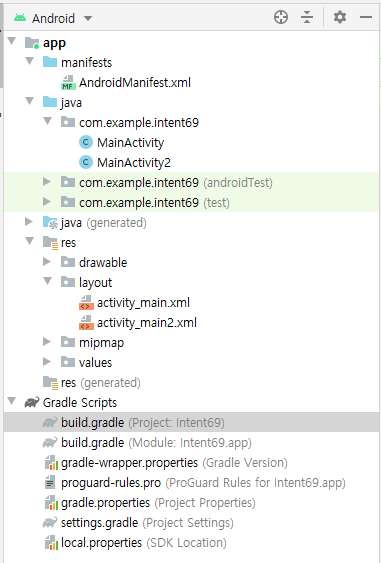 Android
app
manifests
MF AndroidManifest.xml
java
com.example.intent69
C MainActivity
C MainActivity2
com.example.intent69 (androidTest)
com.example.intent69 (test)
java (generated)
res
drawable
layout
activity_main.xml
activity_main2.xml
mipmap
values
res (generated)
Gradle Scripts
build.gradle (Project: Intent69)
build.gradle (Module: Intent69.app)
gradle-wrapper.properties (Gradle Version)
proguard-rules.pro (ProGuard Rules for Intent69.app)
gradle.properties (Project Properties)
settings.gradle (Project Settings)
local.properties (SDK Location)